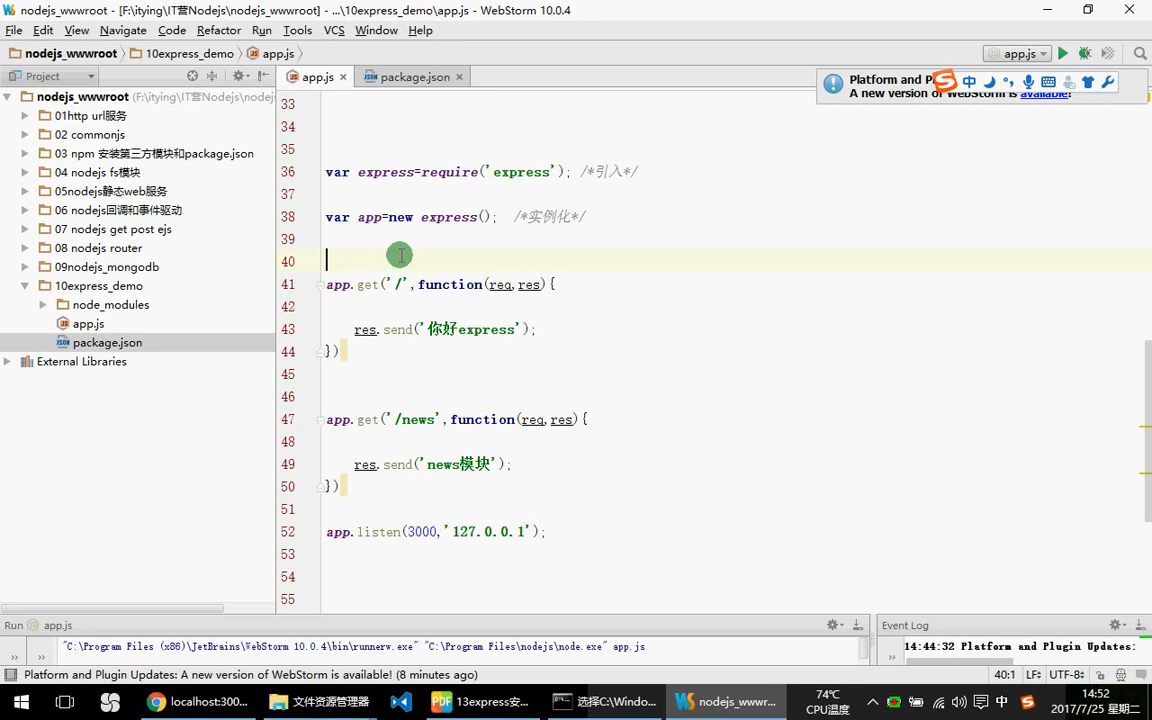 nodejs_wwwroot - [F:\itying\IT营Nodejs\nodejs_wwwroot] - ...\10express_demo\app.js - WebStorm 10.0.4
File Edit View Navigate Code Refactor Run Tools VCS Window Help
nodejs_wwwroot 10express_demo app.js app.js
Project app.js package.json
Platform and P
A new version of WebStorm is available!
中
nodejs_wwwroot (F:\itying\IT营Nodejs\nodejs
01http url服务
02 commonjs
03 npm 安装第三方模块和package.json
04 nodejs fs模块
05nodejs静态web服务
06 nodejs回调和事件驱动
07 nodejs get post ejs
08 nodejs router
09nodejs_mongodb
10express_demo
node_modules
app.js
package.json
External Libraries
33
34
35
36 var express=require('express'); /*引入*/
37
38 var app=new express(); /*实例化*/
39
40
41 app.get('/',function(req,res){
42
43 res.send('你好express');
44 })
45
46
47 app.get('/news',function(req,res){
48
49 res.send('news模块');
50 })
51
52 app.listen(3000,'127.0.0.1');
53
54
55
Run app.js
"C:\Program Files (x86)\JetBrains\WebStorm 10.0.4\bin\runnerw.exe" "C:\Program Files\nodejs\node.exe" app.js
Event Log
14:44:32 Platform and Plugin Updates:
Platform and Plugin Updates: A new version of WebStorm is available! (8 minutes ago) 40:1 LF UTF-8
localhost:300... 文件资源管理器 13express安... 选择C:\Windo... nodejs_wwwr...
74℃
CPU温度
中
14:52
2017/7/25 星期二